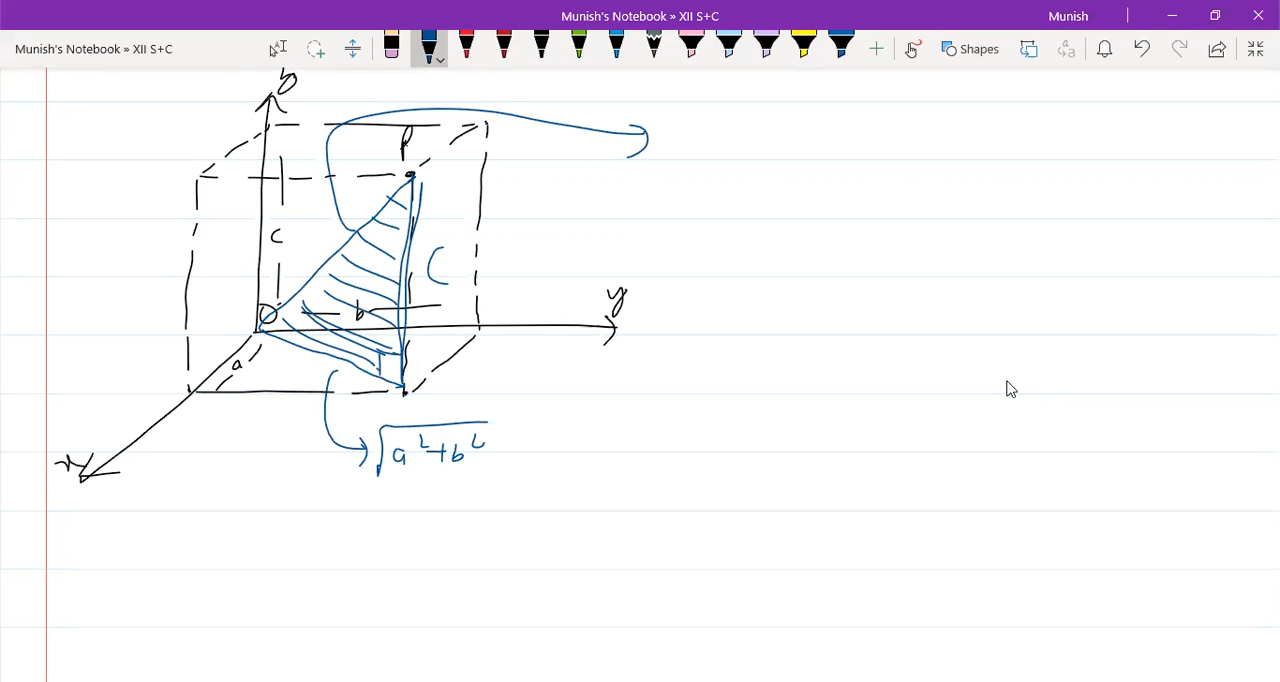 Munish's Notebook » XII S+C
Munish
Munish's Notebook » XII S+C
Shapes
P
c
C
y
O
b
a
x
√a²+b²